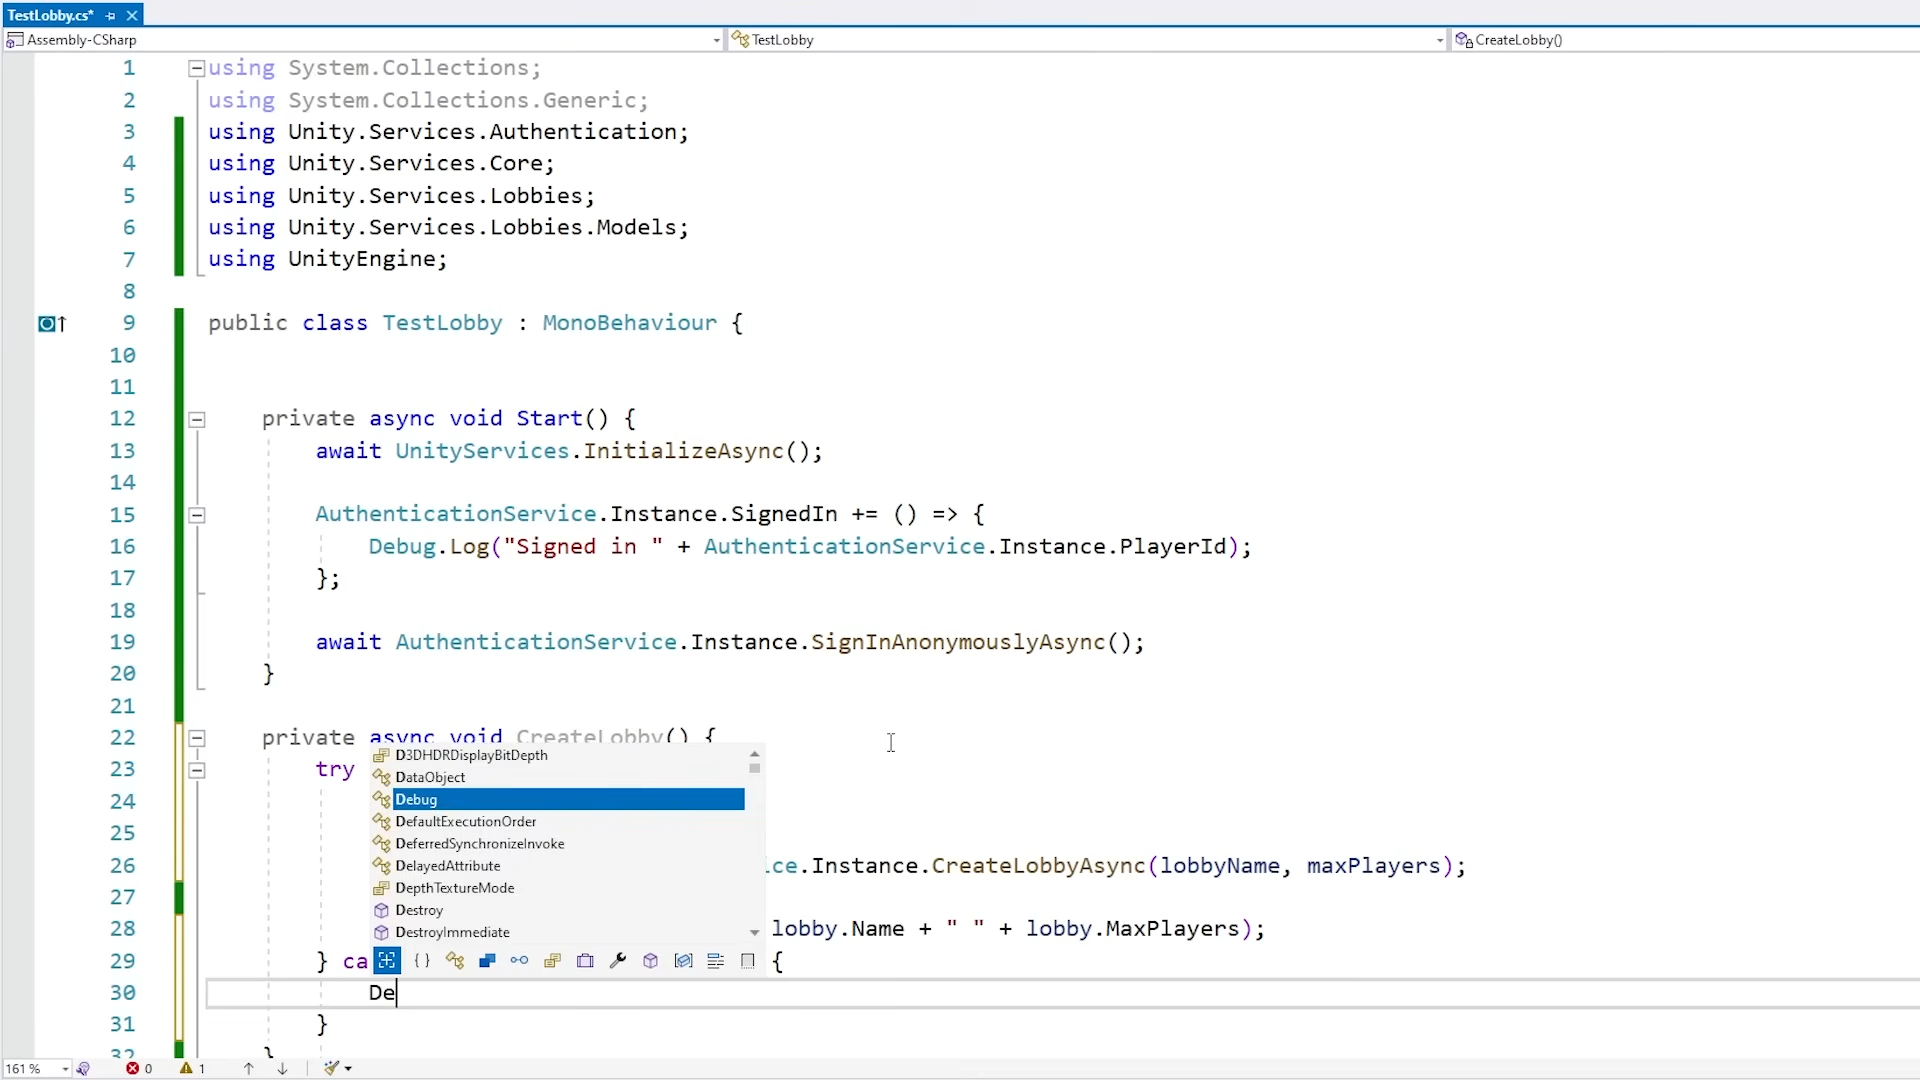 TestLobby.cs*
Assembly-CSharp
TestLobby
CreateLobby()
1 using System.Collections;
2 using System.Collections.Generic;
3 using Unity.Services.Authentication;
4 using Unity.Services.Core;
5 using Unity.Services.Lobbies;
6 using Unity.Services.Lobbies.Models;
7 using UnityEngine;
8
9 public class TestLobby : MonoBehaviour {
10
11
12 private async void Start() {
13 await UnityServices.InitializeAsync();
14
15 AuthenticationService.Instance.SignedIn += () => {
16 Debug.Log("Signed in " + AuthenticationService.Instance.PlayerId);
17 };
18
19 await AuthenticationService.Instance.SignInAnonymouslyAsync();
20 }
21
22 private async void CreateLobby() {
23 try
24
25
26 ce.Instance.CreateLobbyAsync(lobbyName, maxPlayers);
27
28 lobby.Name + " " + lobby.MaxPlayers);
29 } ca {
30 De
31 }
32 }
D3DHDRDisplayBitDepth
DataObject
Debug
DefaultExecutionOrder
DeferredSynchronizeInvoke
DelayedAttribute
DepthTextureMode
Destroy
DestroyImmediate
161 %
0
1